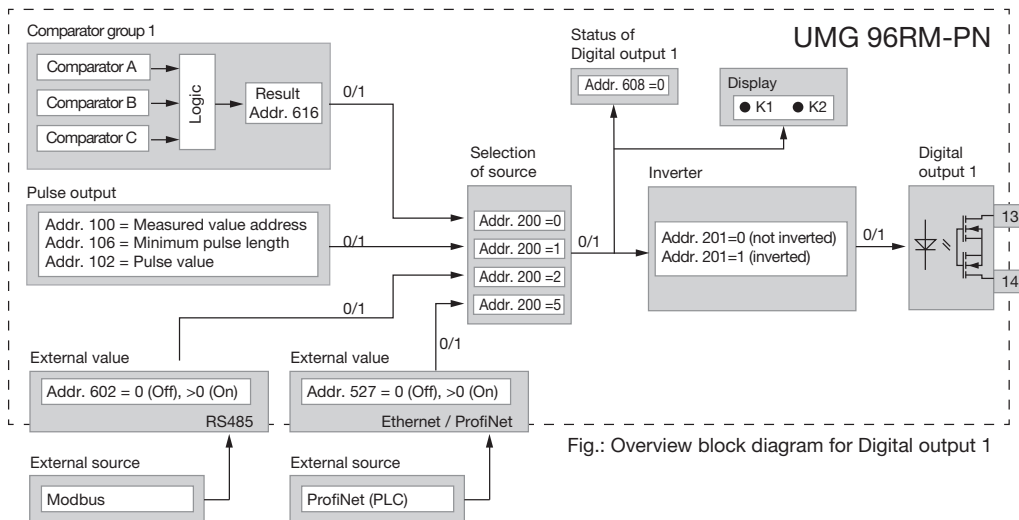 UMG 96RM-PN
Comparator group 1
Comparator A
Comparator B
Comparator C
Logic
Result
Addr. 616
0/1
Status of
Digital output 1
Addr. 608 =0
Display
K1 K2
Pulse output
Addr. 100 = Measured value address
Addr. 106 = Minimum pulse length
Addr. 102 = Pulse value
0/1
Selection
of source
Addr. 200 =0
Addr. 200 =1
Addr. 200 =2
Addr. 200 =5
0/1
Inverter
Addr. 201=0 (not inverted)
Addr. 201=1 (inverted)
0/1
Digital
output 1
13
14
0/1
0/1
External value
Addr. 602 = 0 (Off), >0 (On)
RS485
External value
Addr. 527 = 0 (Off), >0 (On)
Ethernet / ProfiNet
External source
Modbus
External source
ProfiNet (PLC)
Fig.: Overview block diagram for Digital output 1